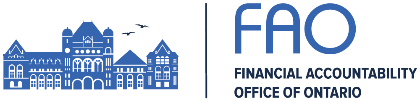 FAO
FINANCIAL ACCOUNTABILITY
OFFICE OF ONTARIO